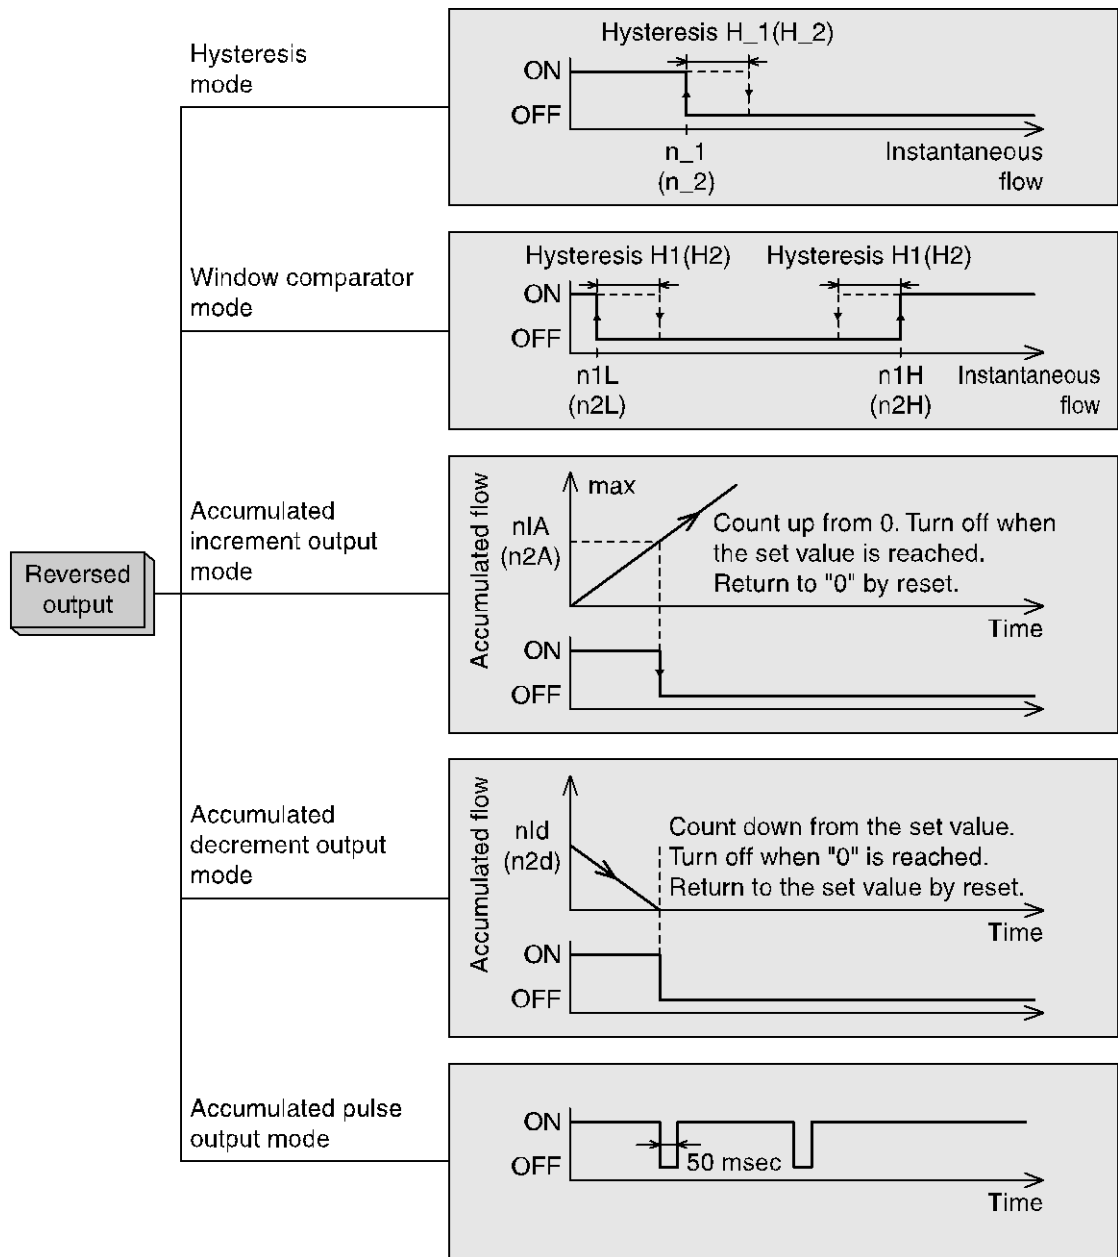 Reversed
output
Hysteresis
mode
Hysteresis H_1(H_2)
ON
OFF
n_1
(n_2)
Instantaneous
flow
Window comparator
mode
Hysteresis H1(H2)
Hysteresis H1(H2)
ON
OFF
n1L
(n2L)
n1H
(n2H)
Instantaneous
flow
Accumulated
increment output
mode
Accumulated flow
max
nIA
(n2A)
Count up from 0. Turn off when
the set value is reached.
Return to "0" by reset.
Time
ON
OFF
Accumulated
decrement output
mode
Accumulated flow
nId
(n2d)
Count down from the set value.
Turn off when "0" is reached.
Return to the set value by reset.
Time
ON
OFF
Accumulated pulse
output mode
ON
OFF
50 msec
Time